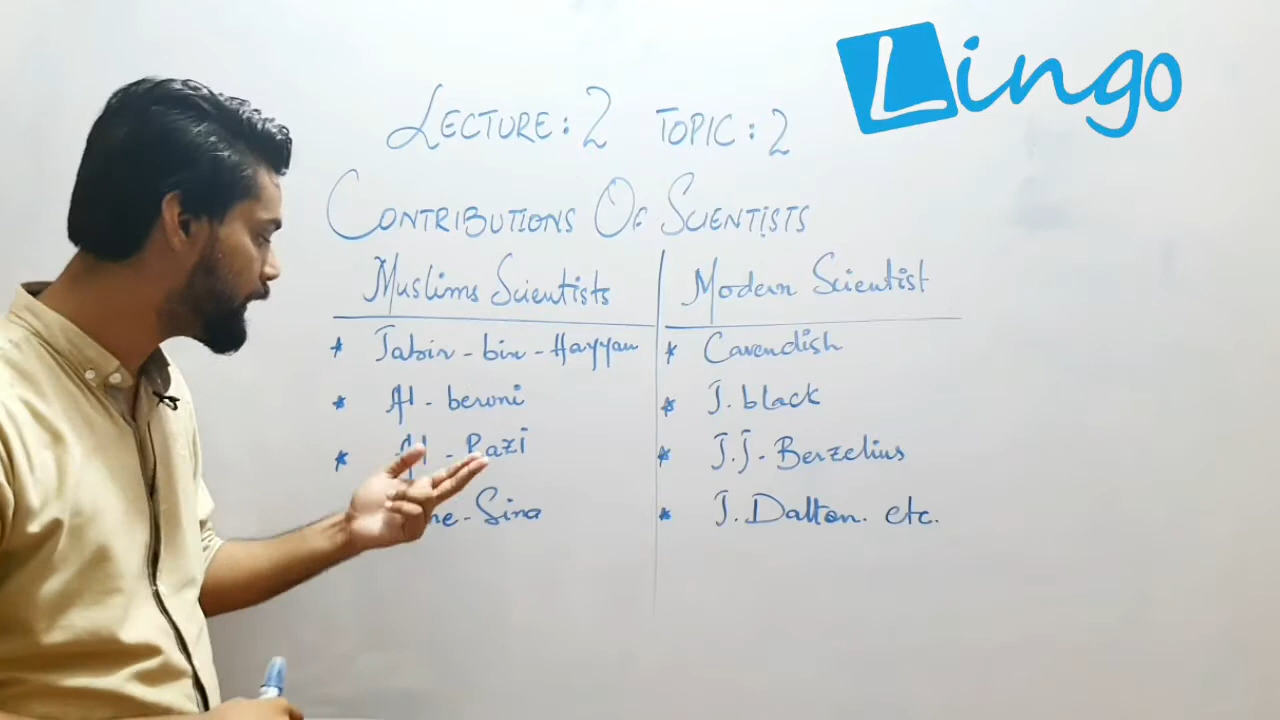 Lingo
LECTURE: 2 TOPIC: 2
CONTRIBUTIONS OF SCIENTISTS
Muslims Scientists
Modern Scientist
* Jabir-bin-Hayyan
* Al-beruni
* Al-Razi
Sina
* Cavendish
* J. black
* J.J-Berzelius
* J.Dalton. etc.